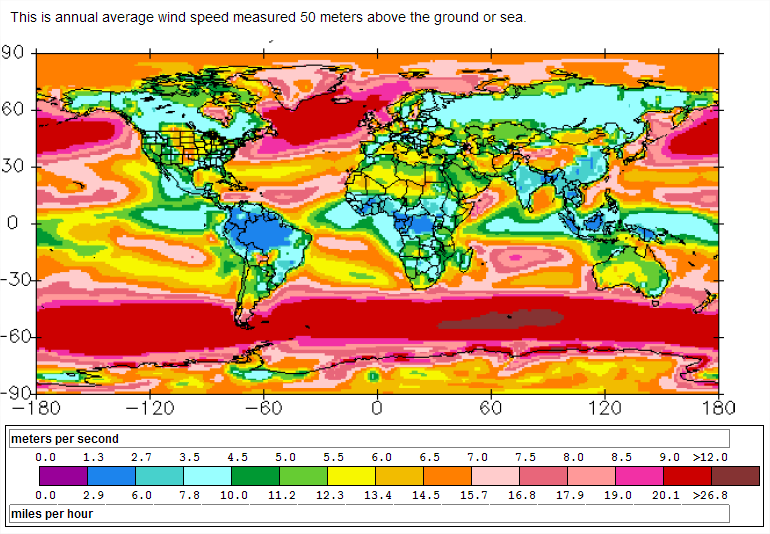 This is annual average wind speed measured 50 meters above the ground or sea.
90
60
30
0
-30
-60
-90
-180 -120 -60 0 60 120 180
meters per second
0.0 1.3 2.7 3.5 4.5 5.0 5.5 6.0 6.5 7.0 7.5 8.0 8.5 9.0 >12.0
0.0 2.9 6.0 7.8 10.0 11.2 12.3 13.4 14.5 15.7 16.8 17.9 19.0 20.1 >26.8
miles per hour